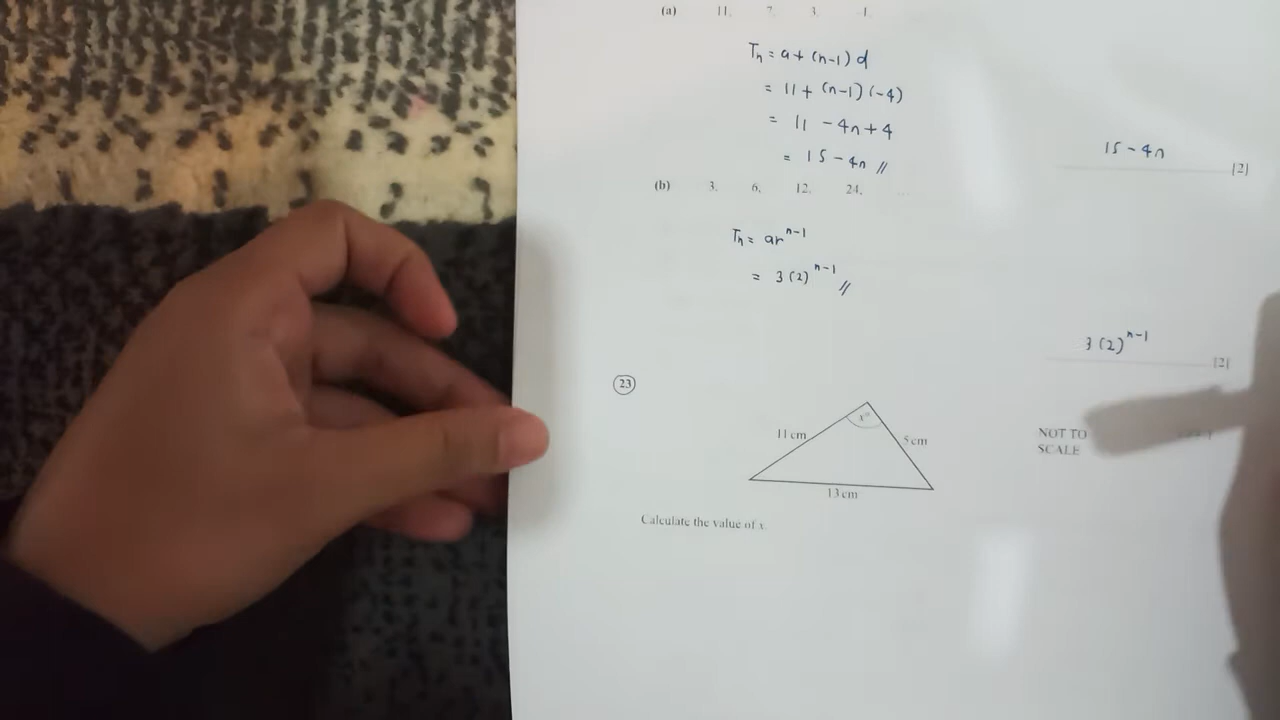 (a) 11, 7, 3, -1,
Tn = a + (n-1) d
= 11 + (n-1) (-4)
= 11 - 4n + 4
= 15 - 4n //
15 - 4n [2]
(b) 3, 6, 12, 24, ....
Tn = ar^n-1
= 3 (2)^n-1 //
3 (2)^n-1 [2]
23
x°
11 cm
5 cm
NOT TO
SCALE
13 cm
Calculate the value of x.